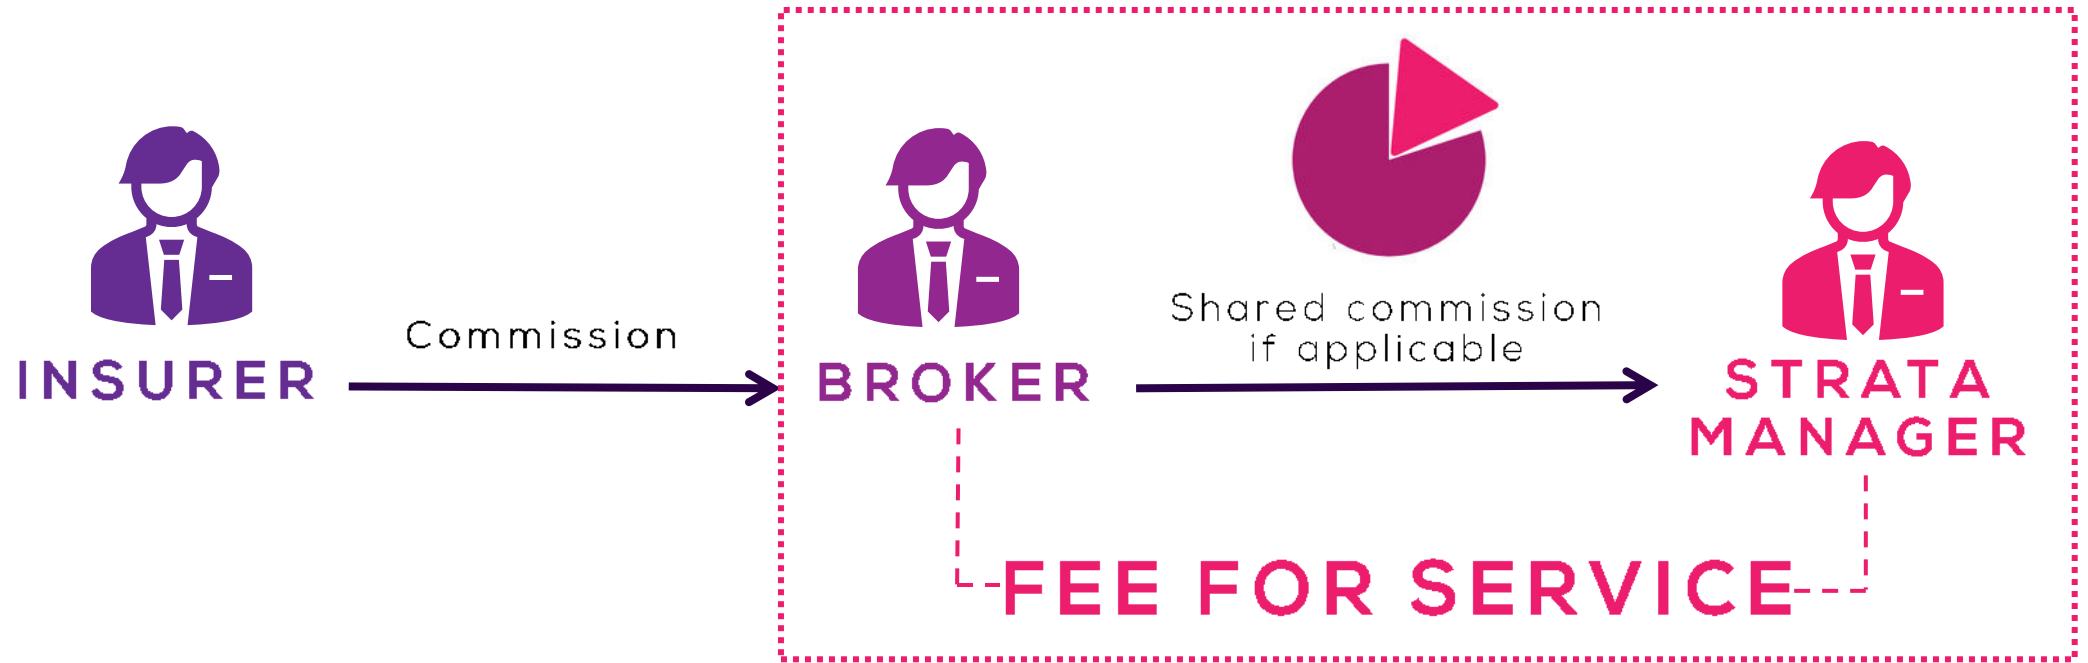 Commission
INSURER
Shared commission
if applicable
BROKER
STRATA
MANAGER
FEE FOR SERVICE